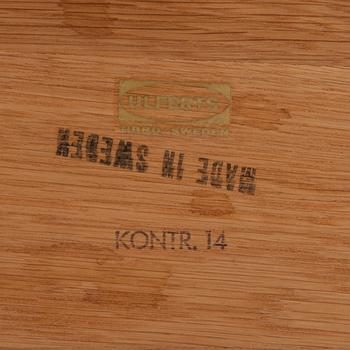 ULFERTS
TIBRO SWEDEN
MADE IN SWEDEN
KONTR. 14